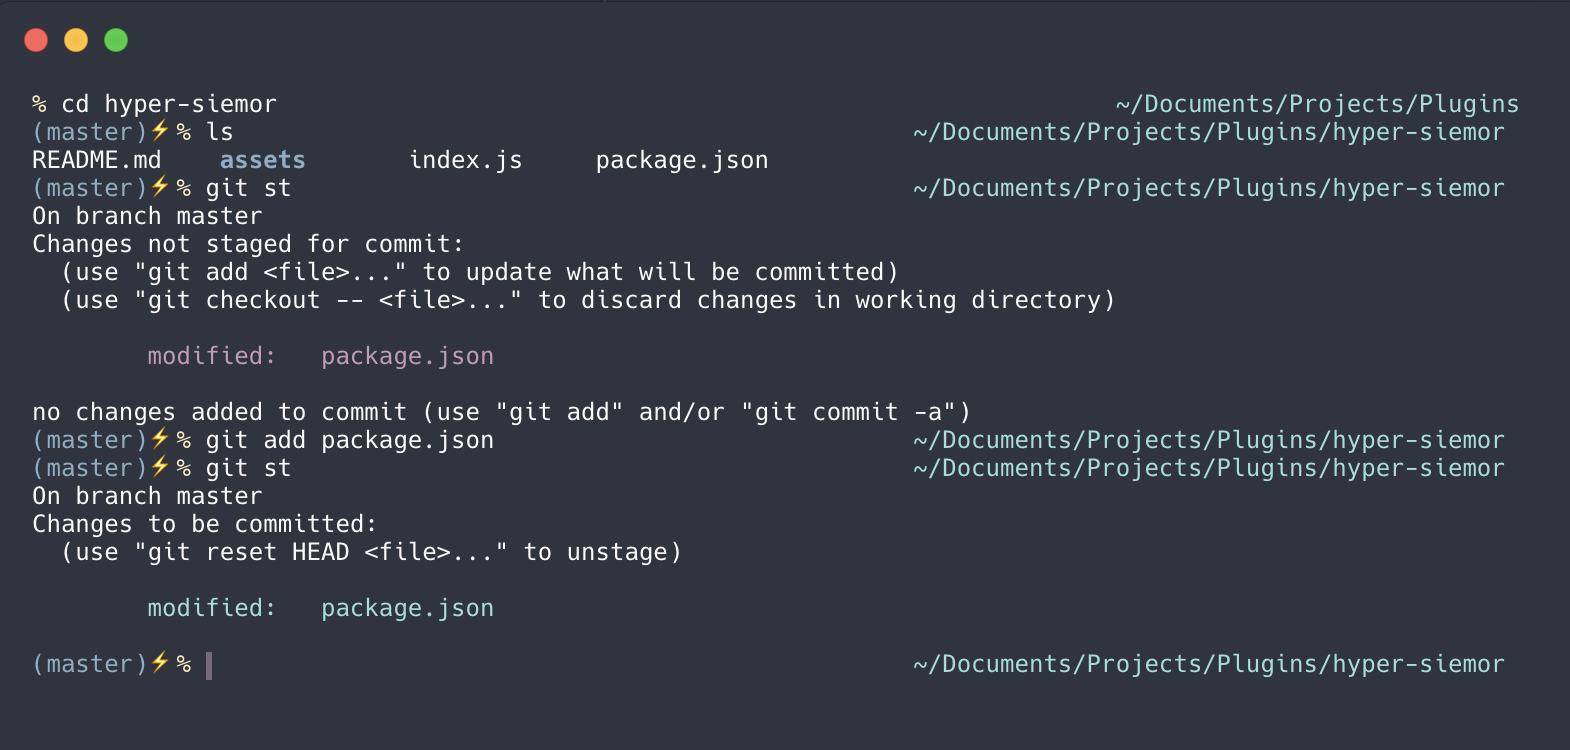 % cd hyper-siemor ~/Documents/Projects/Plugins
(master)⚡% ls ~/Documents/Projects/Plugins/hyper-siemor
README.md assets index.js package.json
(master)⚡% git st ~/Documents/Projects/Plugins/hyper-siemor
On branch master
Changes not staged for commit:
(use "git add <file>..." to update what will be committed)
(use "git checkout -- <file>..." to discard changes in working directory)
modified: package.json
no changes added to commit (use "git add" and/or "git commit -a")
(master)⚡% git add package.json ~/Documents/Projects/Plugins/hyper-siemor
(master)⚡% git st ~/Documents/Projects/Plugins/hyper-siemor
On branch master
Changes to be committed:
(use "git reset HEAD <file>..." to unstage)
modified: package.json
(master)⚡% ~/Documents/Projects/Plugins/hyper-siemor